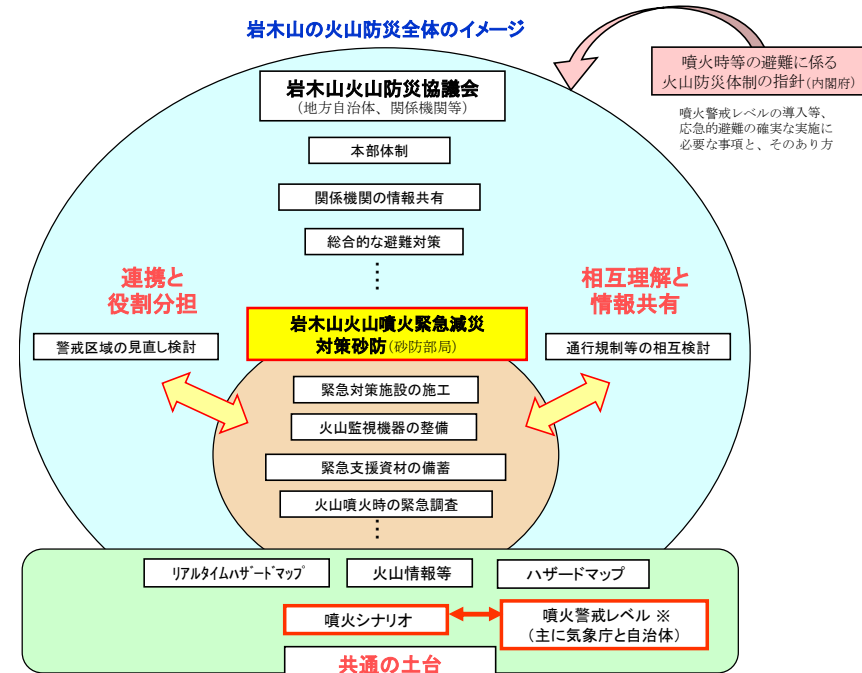 岩木山の火山防災全体のイメージ
噴火時等の避難に係る
火山防災体制の指針(内閣府)
噴火警戒レベルの導入等、
応急的避難の確実な実施に
必要な事項と、そのあり方
岩木山火山防災協議会
(地方自治体、関係機関等)
本部体制
関係機関の情報共有
総合的な避難対策
連携と
役割分担
相互理解と
情報共有
岩木山火山噴火緊急減災
対策砂防(砂防部局)
警戒区域の見直し検討
通行規制等の相互検討
緊急対策施設の施工
火山監視機器の整備
緊急支援資材の備蓄
火山噴火時の緊急調査
ﾘｱﾙﾀｲﾑﾊｻﾞｰﾄﾞﾏｯﾌﾟ
火山情報等
ハザードマップ
噴火シナリオ
噴火警戒レベル ※
(主に気象庁と自治体)
共通の土台